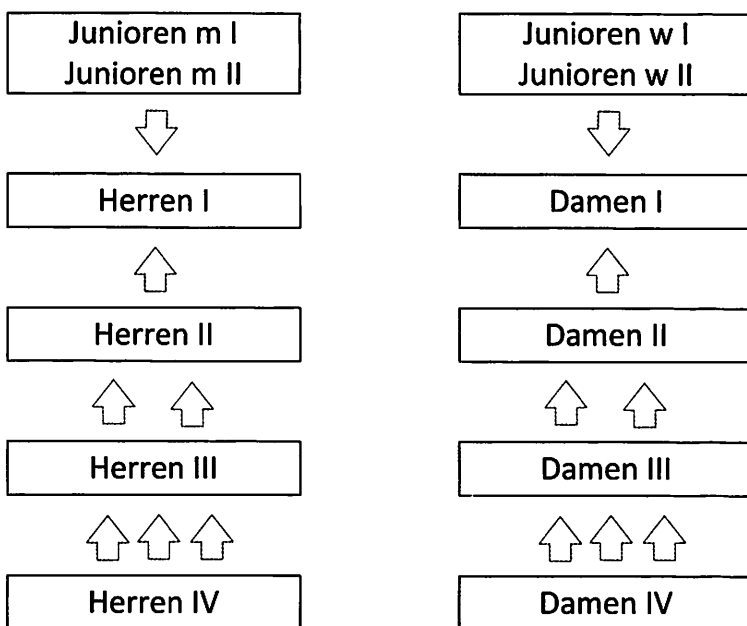 Junioren m I
Junioren m II
Herren I
Herren II
Herren III
Herren IV
Junioren w I
Junioren w II
Damen I
Damen II
Damen III
Damen IV